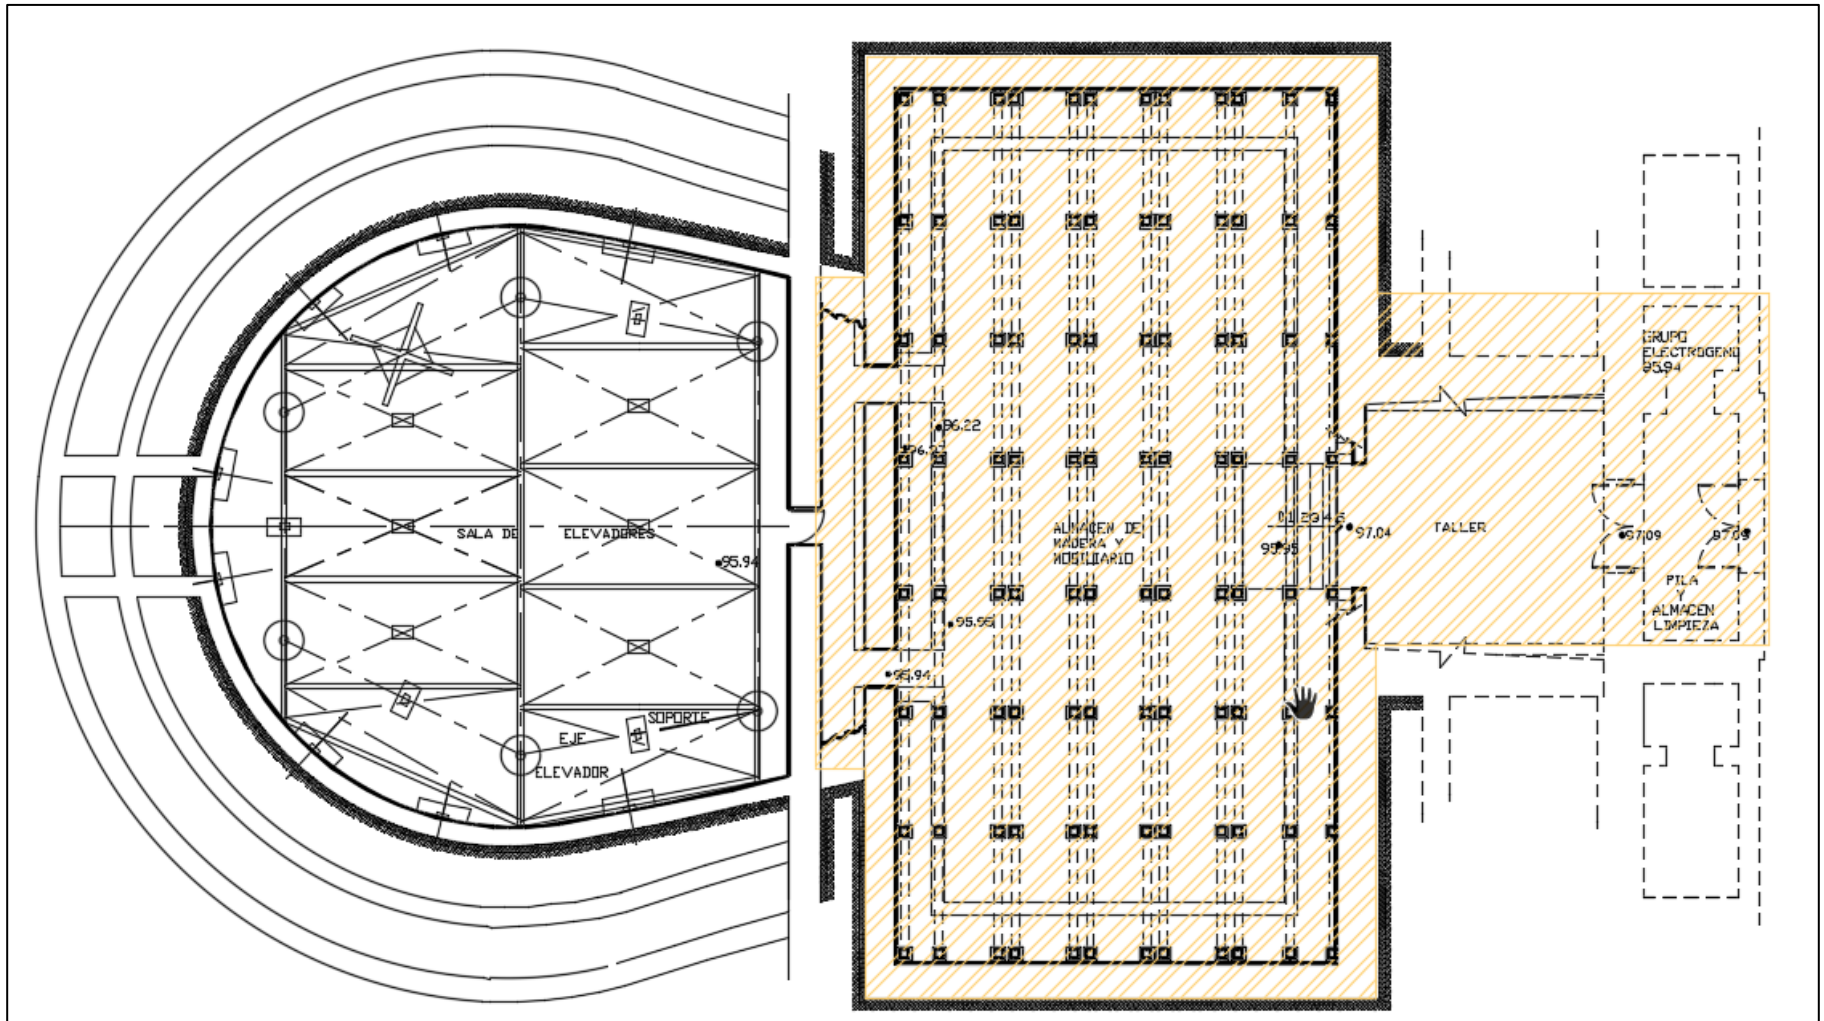 GRUPO
ELECTROGENO
95.94
96.22
SALA DE ELEVADORES
95.94
ALMACEN DE
MADERA Y
MOBILIARIO
95.95
97.04
TALLER
97.09
97.09
PILA
Y
ALMACEN
LIMPIEZA
95.95
95.94
SOPORTE
EJE
ELEVADOR